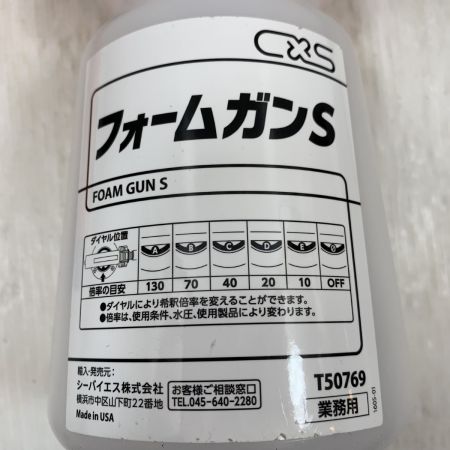 CxS
フォームガンS
FOAM GUN S
ダイヤル位置 A B C D E O
倍率の目安 130 70 40 20 10 OFF
●ダイヤルにより希釈倍率を変えることができます。
●倍率は、使用条件、水圧、使用製品により変わります。
輸入・発売元:
シーバイエス株式会社
横浜市中区山下町22番地
Made in USA
お客様ご相談窓口
TEL.045-640-2280
T50769
業務用
1605-01